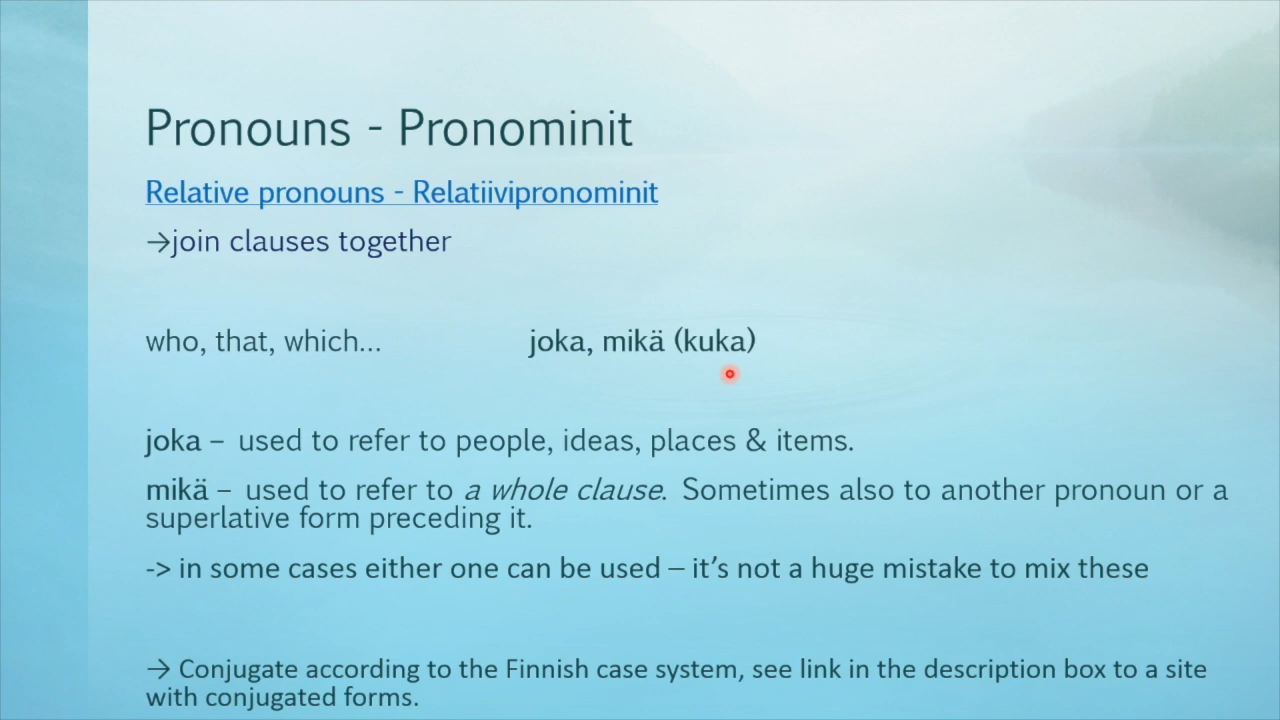 Pronouns - Pronominit
Relative pronouns - Relatiivipronominit
→join clauses together
who, that, which... joka, mikä (kuka)
joka – used to refer to people, ideas, places & items.
mikä – used to refer to a whole clause. Sometimes also to another pronoun or a
superlative form preceding it.
-> in some cases either one can be used – it’s not a huge mistake to mix these
→ Conjugate according to the Finnish case system, see link in the description box to a site
with conjugated forms.